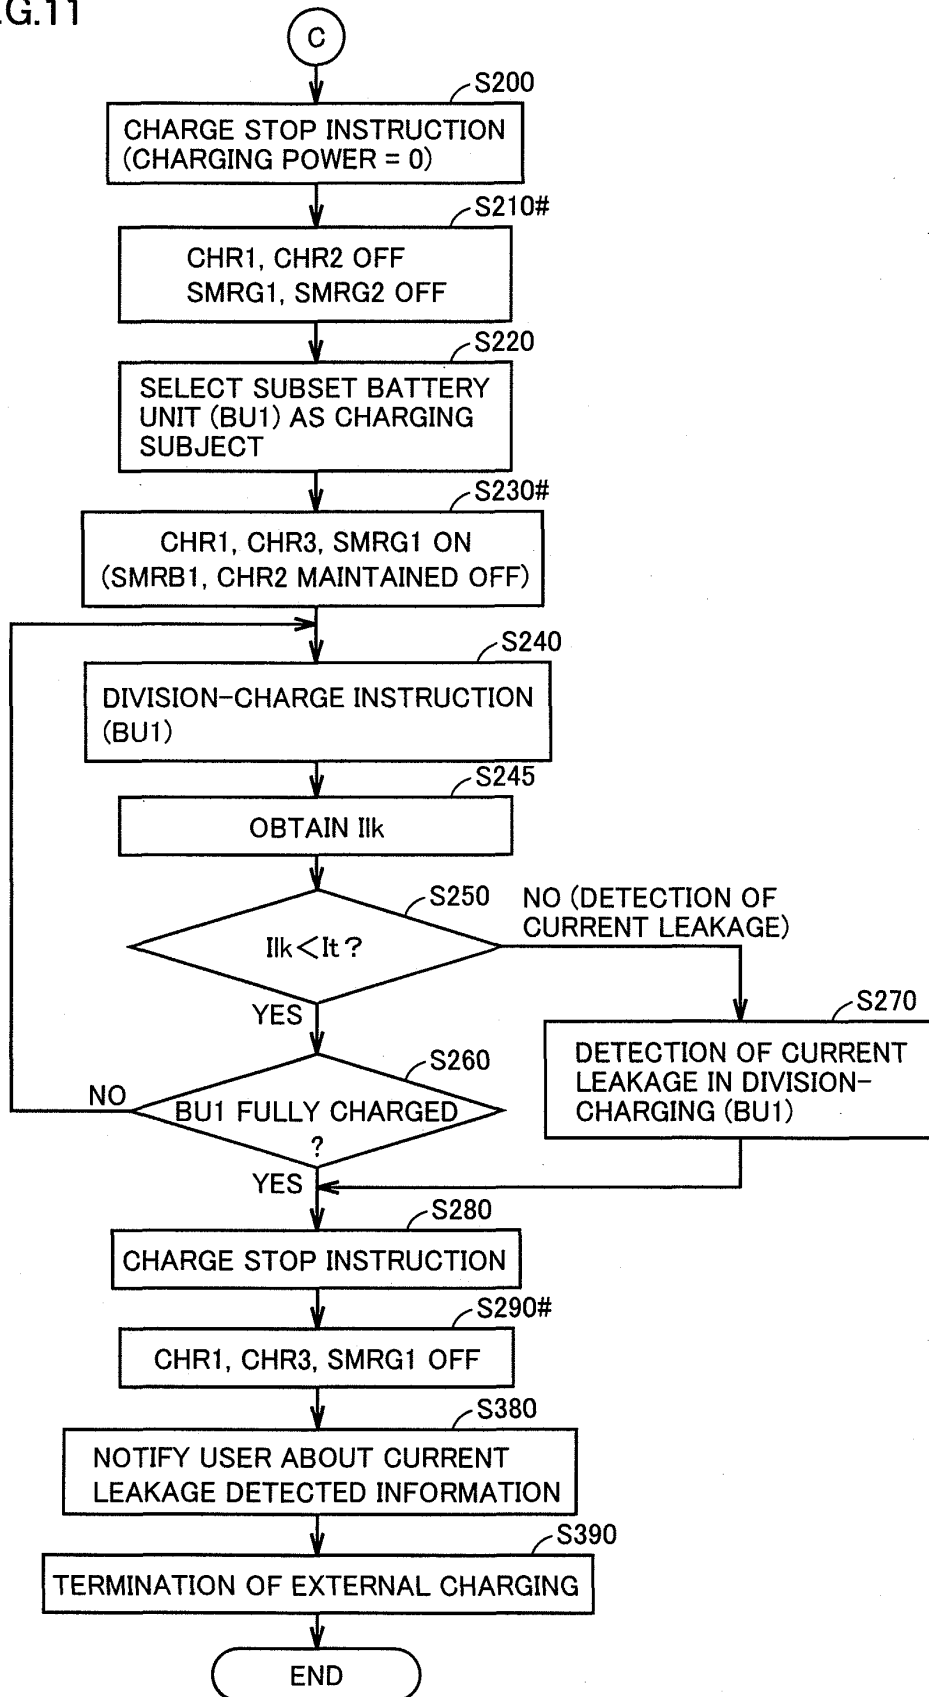 G.11
C
S200
CHARGE STOP INSTRUCTION
(CHARGING POWER = 0)
S210#
CHR1, CHR2 OFF
SMRG1, SMRG2 OFF
S220
SELECT SUBSET BATTERY
UNIT (BU1) AS CHARGING
SUBJECT
S230#
CHR1, CHR3, SMRG1 ON
(SMRB1, CHR2 MAINTAINED OFF)
S240
DIVISION-CHARGE INSTRUCTION
(BU1)
S245
OBTAIN Ilk
S250
NO (DETECTION OF
CURRENT LEAKAGE)
Ilk<It?
YES
S270
DETECTION OF CURRENT
LEAKAGE IN DIVISION-
CHARGING (BU1)
S260
NO
BU1 FULLY CHARGED
?
YES
S280
CHARGE STOP INSTRUCTION
S290#
CHR1, CHR3, SMRG1 OFF
S380
NOTIFY USER ABOUT CURRENT
LEAKAGE DETECTED INFORMATION
S390
TERMINATION OF EXTERNAL CHARGING
END